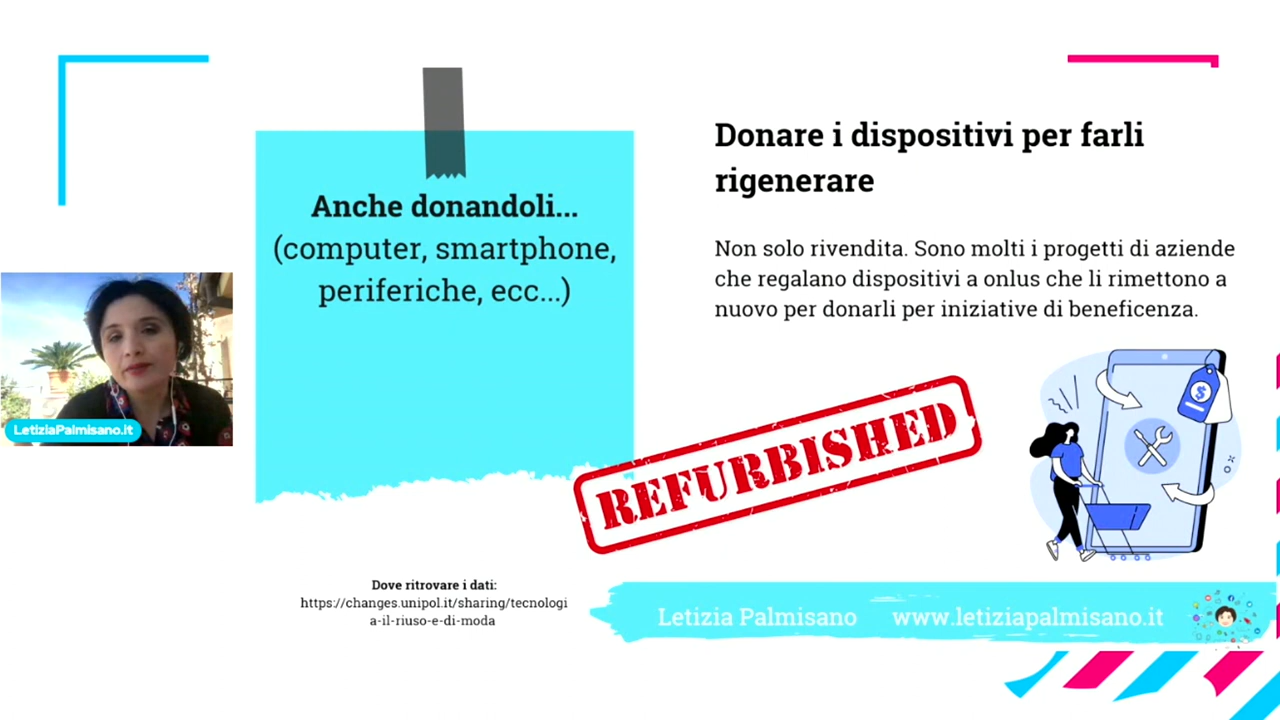 Anche donandoli...
(computer, smartphone,
periferiche, ecc...)
Donare i dispositivi per farli
rigenerare
Non solo rivendita. Sono molti i progetti di aziende
che regalano dispositivi a onlus che li rimettono a
nuovo per donarli per iniziative di beneficenza.
$
LetiziaPalmisano.it
REFURBISHED
Dove ritrovare i dati:
https://changes.unipol.it/sharing/tecnologi
a-il-riuso-e-di-moda
Letizia Palmisano www.letiziapalmisano.it